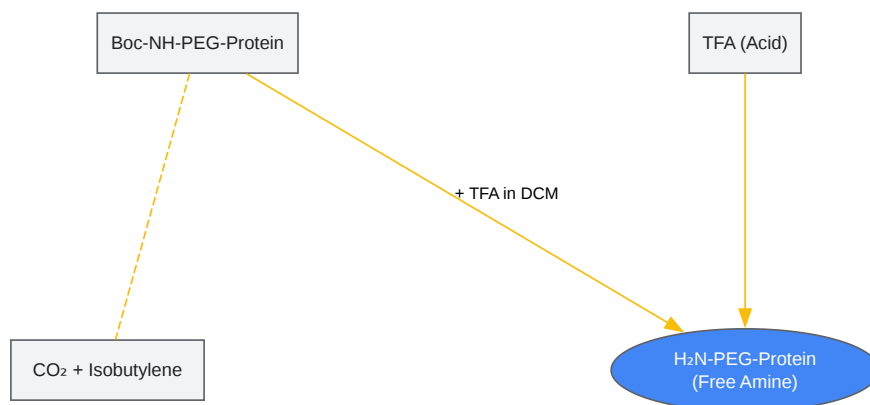 Boc-NH-PEG-Protein
TFA (Acid)
+ TFA in DCM
CO₂ + Isobutylene
H₂N-PEG-Protein
(Free Amine)